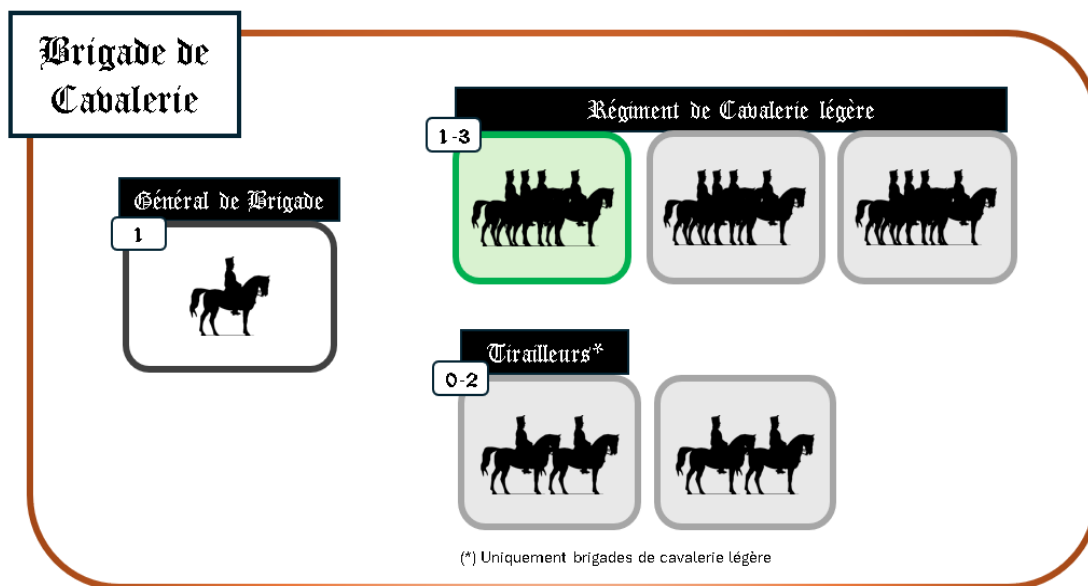 Brigade de
Cavalerie
Régiment de Cavalerie légère
1-3
Général de Brigade
1
Tirailleurs*
0-2
(*) Uniquement brigades de cavalerie légère